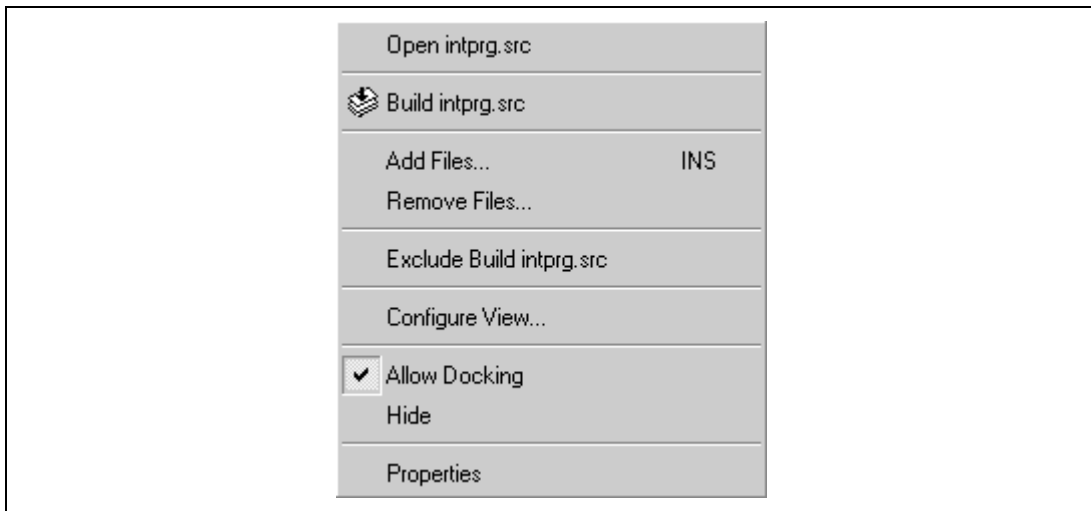 Open intprg.src
Build intprg.src
Add Files... INS
Remove Files...
Exclude Build intprg.src
Configure View...
Allow Docking
Hide
Properties